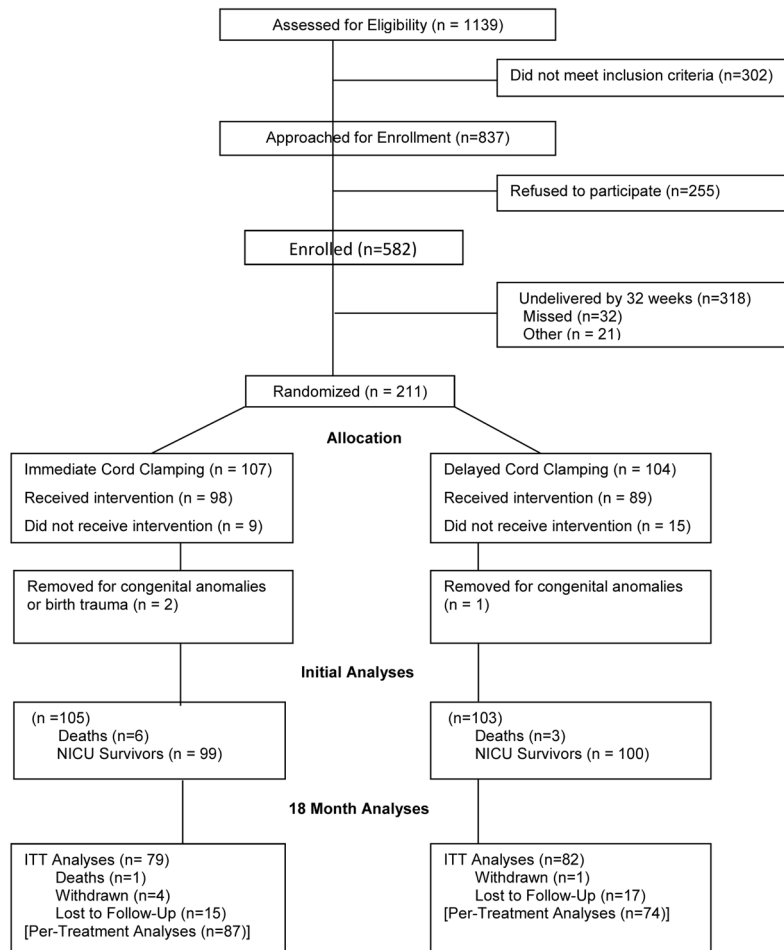 Assessed for Eligibility (n = 1139)
Did not meet inclusion criteria (n=302)
Approached for Enrollment (n=837)
Refused to participate (n=255)
Enrolled (n=582)
Undelivered by 32 weeks (n=318)
Missed (n=32)
Other (n = 21)
Randomized (n = 211)
Allocation
Immediate Cord Clamping (n = 107)
Received intervention (n = 98)
Did not receive intervention (n = 9)
Delayed Cord Clamping (n = 104)
Received intervention (n = 89)
Did not receive intervention (n = 15)
Removed for congenital anomalies
or birth trauma (n = 2)
Removed for congenital anomalies
(n = 1)
Initial Analyses
(n =105)
Deaths (n=6)
NICU Survivors (n = 99)
(n=103)
Deaths (n=3)
NICU Survivors (n = 100)
18 Month Analyses
ITT Analyses (n= 79)
Deaths (n=1)
Withdrawn (n=4)
Lost to Follow-Up (n=15)
[Per-Treatment Analyses (n=87)]
ITT Analyses (n=82)
Withdrawn (n=1)
Lost to Follow-Up (n=17)
[Per-Treatment Analyses (n=74)]